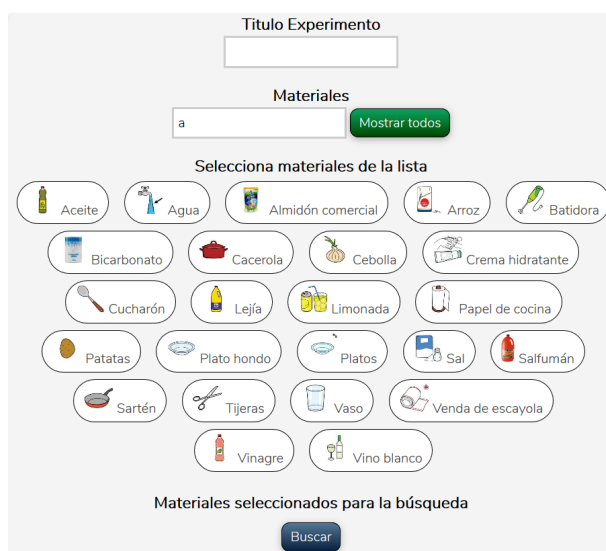 Titulo Experimento
Materiales
a Mostrar todos
Selecciona materiales de la lista
Aceite Agua Almidón comercial Arroz Batidora
Bicarbonato Cacerola Cebolla Crema hidratante
Cucharón Lejía Limonada Papel de cocina
Patatas Plato hondo Platos Sal Salfumán
Sartén Tijeras Vaso Venda de escayola
Vinagre Vino blanco
Materiales seleccionados para la búsqueda
Buscar